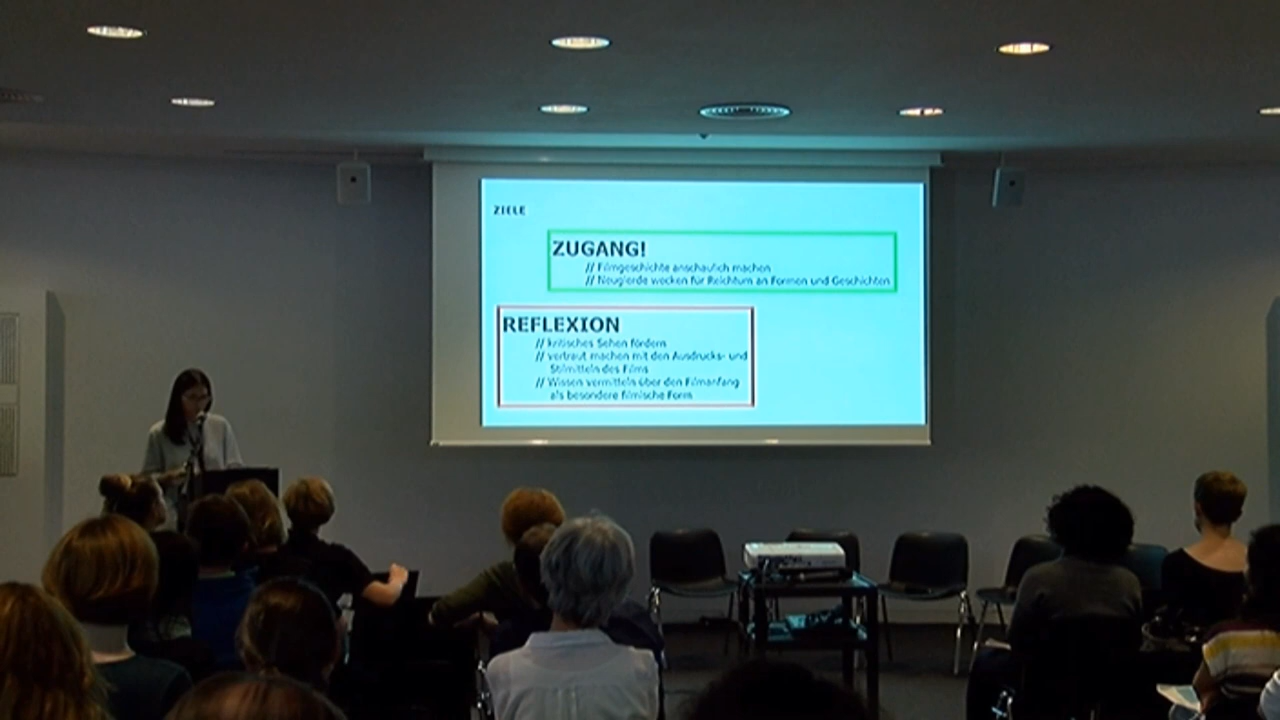 ZIELE
ZUGANG!
// Filmgeschichte anschaulich machen
// Neugierde wecken für Reichtum an Formen und Geschichten
REFLEXION
// kritisches Sehen fördern
// vertraut machen mit den Ausdrucks- und
Stilmitteln des Films
// Wissen vermitteln über den Filmanfang
als besondere filmische Form